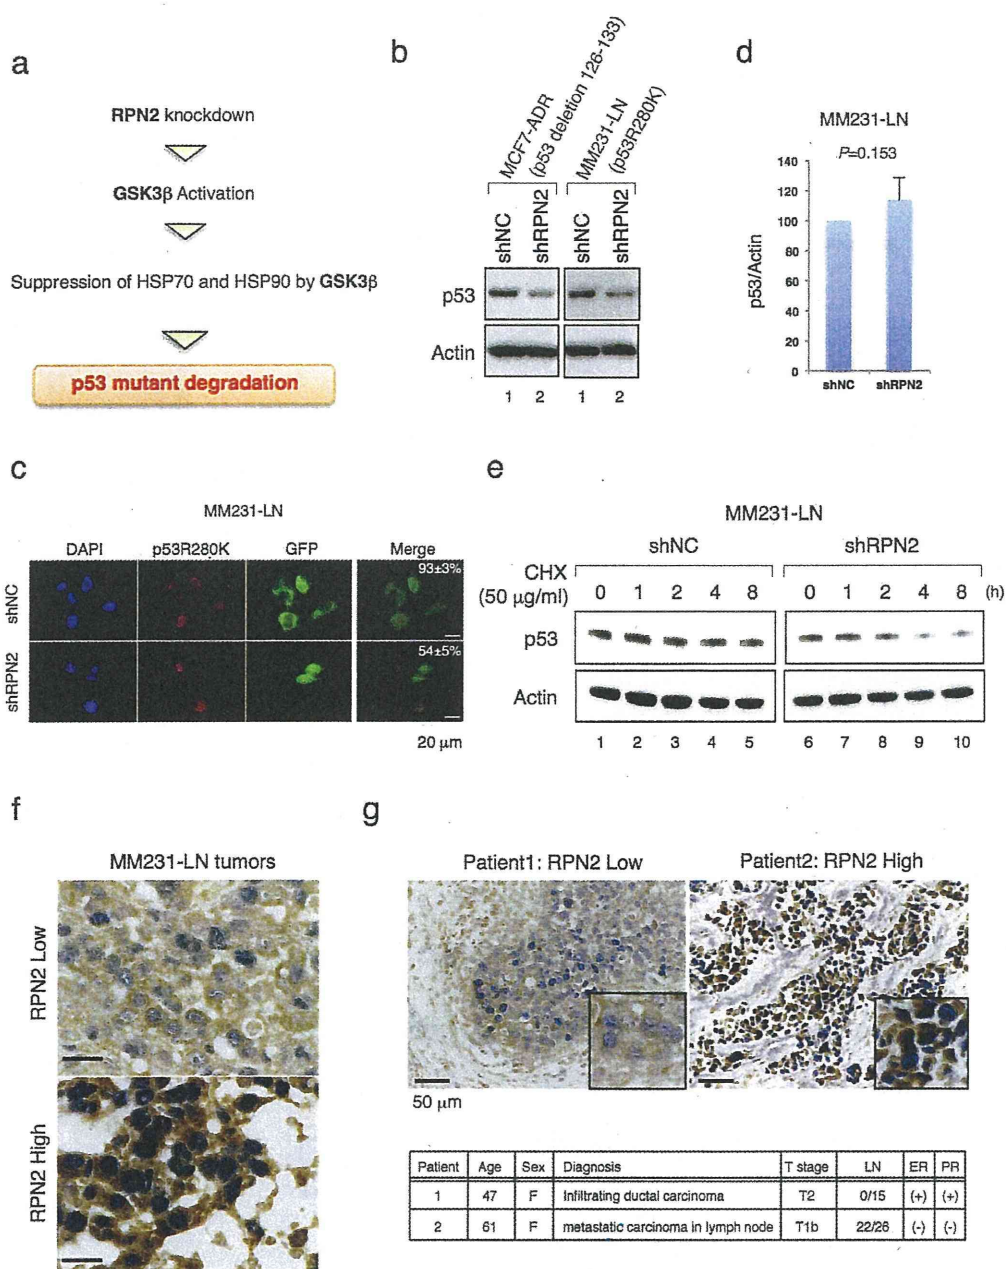 a
RPN2 knockdown
GSK3β Activation
Suppression of HSP70 and HSP90 by GSK3β
p53 mutant degradation
b
MCF7-ADR
(p53 deletion 126-133)
MM231-LN
(p53R280K)
shNC
shRPN2
shNC
shRPN2
p53
Actin
1 2 1 2
d
MM231-LN
P=0.153
p53/Actin
140
120
100
80
60
40
20
0
shNC shRPN2
c
MM231-LN
DAPI p53R280K GFP Merge
shNC
93±3%
shRPN2
54±5%
20 μm
e
MM231-LN
shNC shRPN2
CHX
(50 μg/ml)
0 1 2 4 8 0 1 2 4 8 (h)
p53
Actin
1 2 3 4 5 6 7 8 9 10
f
MM231-LN tumors
RPN2 Low
RPN2 High
g
Patient1: RPN2 Low Patient2: RPN2 High
50 μm
Patient Age Sex Diagnosis T stage LN ER PR
1 47 F Infiltrating ductal carcinoma T2 0/15 (+) (+)
2 61 F metastatic carcinoma in lymph node T1b 22/26 (-) (-)